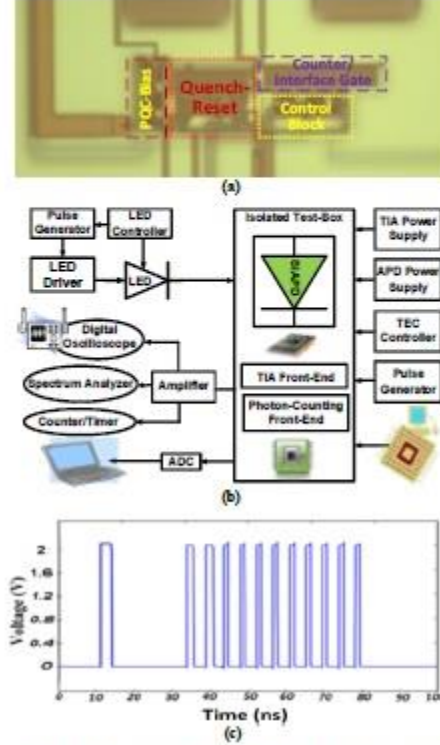 PQC-Bias
Quench-
Reset
Counter/
Interface Gate
Control
Block
(a)
Pulse
Generator
LED
Controller
LED
Driver
LED
Digital
Oscilloscope
Spectrum Analyzer
Counter/Timer
Amplifier
ADC
Isolated Test-Box
SiAPD
TIA Front-End
Photon-Counting
Front-End
TIA Power
Supply
APD Power
Supply
TEC
Controller
Pulse
Generator
(b)
Voltage (V)
2
1.6
1.2
0.8
0.4
0
0 10 20 30 40 50 60 70 80 90 100
Time (ns)
(c)